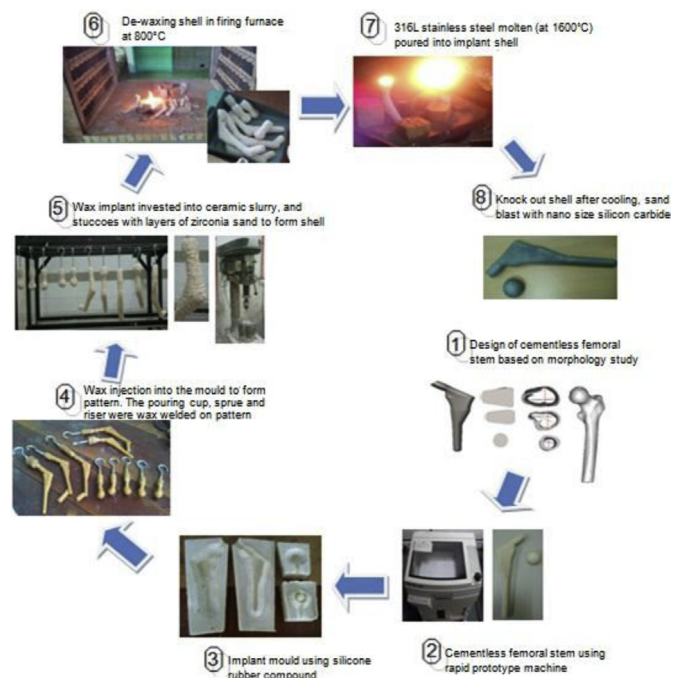 6 De-waxing shell in firing furnace
at 800°C
7 316L stainless steel molten (at 1600°C)
poured into implant shell
5 Wax implant invested into ceramic slurry, and
stuccoes with layers of zirconia sand to form shell
8 Knock out shell after cooling, sand
blast with nano size silicon carbide
1 Design of cementless femoral
stem based on morphology study
4 Wax injection into the mould to form
pattern. The pouring cup, sprue and
riser were wax welded on pattern
3 Implant mould using silicone
rubber compound
2 Cementless femoral stem using
rapid prototype machine